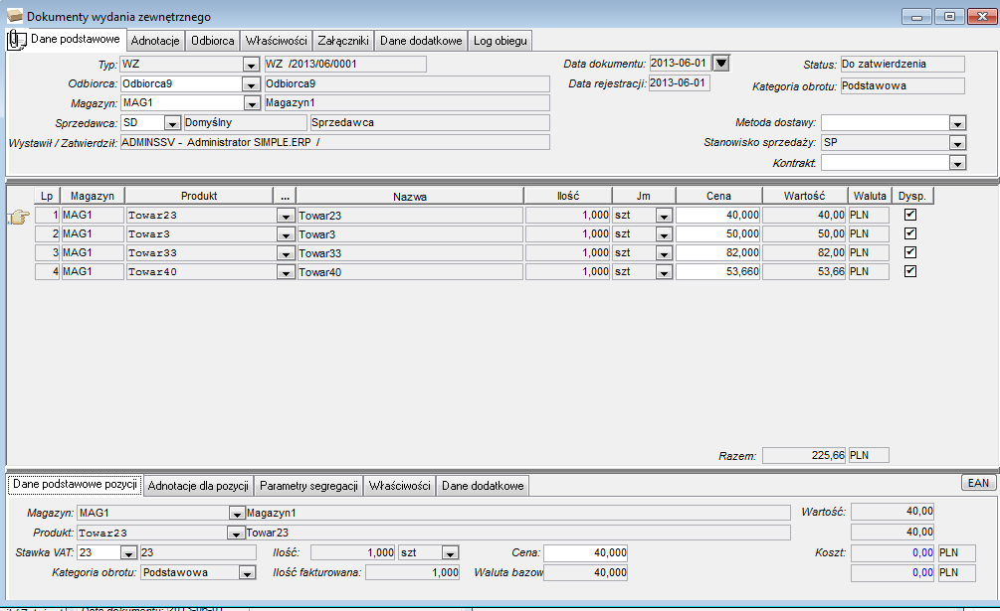 Dokumenty wydania zewnętrznego
Dane podstawowe Adnotacje Odbiorca Właściwości Załączniki Dane dodatkowe Log obiegu
Typ: WZ WZ /2013/06/0001 Data dokumentu: 2013-06-01 Status: Do zatwierdzenia
Odbiorca: Odbiorca9 Odbiorca9 Data rejestracji: 2013-06-01 Kategoria obrotu: Podstawowa
Magazyn: MAG1 Magazyn1
Sprzedawca: SD Domyślny Sprzedawca Metoda dostawy:
Wystawił / Zatwierdził: ADMINSSV - Administrator SIMPLE.ERP / Stanowisko sprzedaży: SP
Kontrakt.
Lp Magazyn Produkt ... Nazwa Ilość Jm Cena Wartość Waluta Dysp.
1 MAG1 Towar23 Towar23 1,000 szt 40,000 40,00 PLN
2 MAG1 Towar3 Towar3 1,000 szt 50,000 50,00 PLN
3 MAG1 Towar33 Towar33 1,000 szt 82,000 82,00 PLN
4 MAG1 Towar40 Towar40 1,000 szt 53,660 53,66 PLN
Razem: 225,66 PLN
Dane podstawowe pozycji Adnotacje dla pozycji Parametry segregacji Właściwości Dane dodatkowe EAN
Magazyn: MAG1 Magazyn1 Wartość: 40,00
Produkt: Towar23 Towar23 40,00
Stawka VAT: 23 23 Ilość: 1,000 szt Cena: 40,000 Koszt: 0,00 PLN
Kategoria obrotu: Podstawowa Ilość fakturowana: 1,000 Waluta bazow 40,000 0,00 PLN